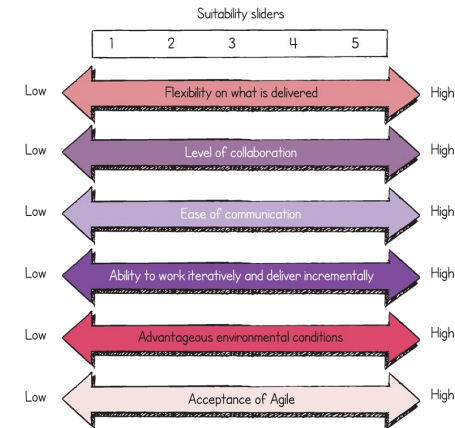 Suitability sliders
1 2 3 4 5
Low Flexibility on what is delivered High
Low Level of collaboration High
Low Ease of communication High
Low Ability to work iteratively and deliver incrementally High
Low Advantageous environmental conditions High
Low Acceptance of Agile High